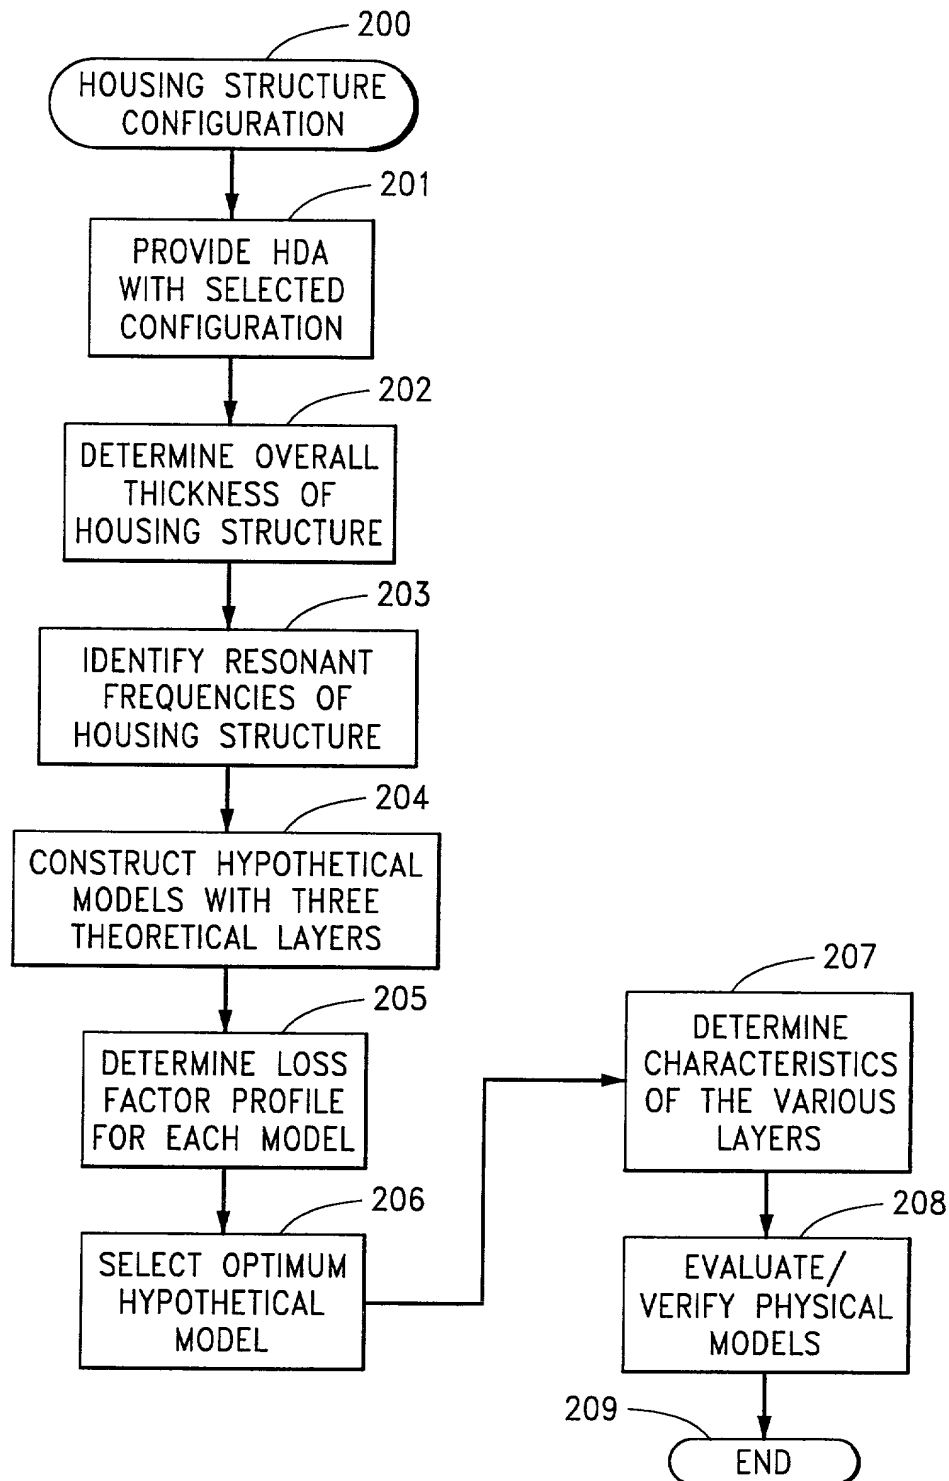 200
HOUSING STRUCTURE
CONFIGURATION
201
PROVIDE HDA
WITH SELECTED
CONFIGURATION
202
DETERMINE OVERALL
THICKNESS OF
HOUSING STRUCTURE
203
IDENTIFY RESONANT
FREQUENCIES OF
HOUSING STRUCTURE
204
CONSTRUCT HYPOTHETICAL
MODELS WITH THREE
THEORETICAL LAYERS
205
DETERMINE LOSS
FACTOR PROFILE
FOR EACH MODEL
206
SELECT OPTIMUM
HYPOTHETICAL
MODEL
207
DETERMINE
CHARACTERISTICS
OF THE VARIOUS
LAYERS
208
EVALUATE/
VERIFY PHYSICAL
MODELS
209
END